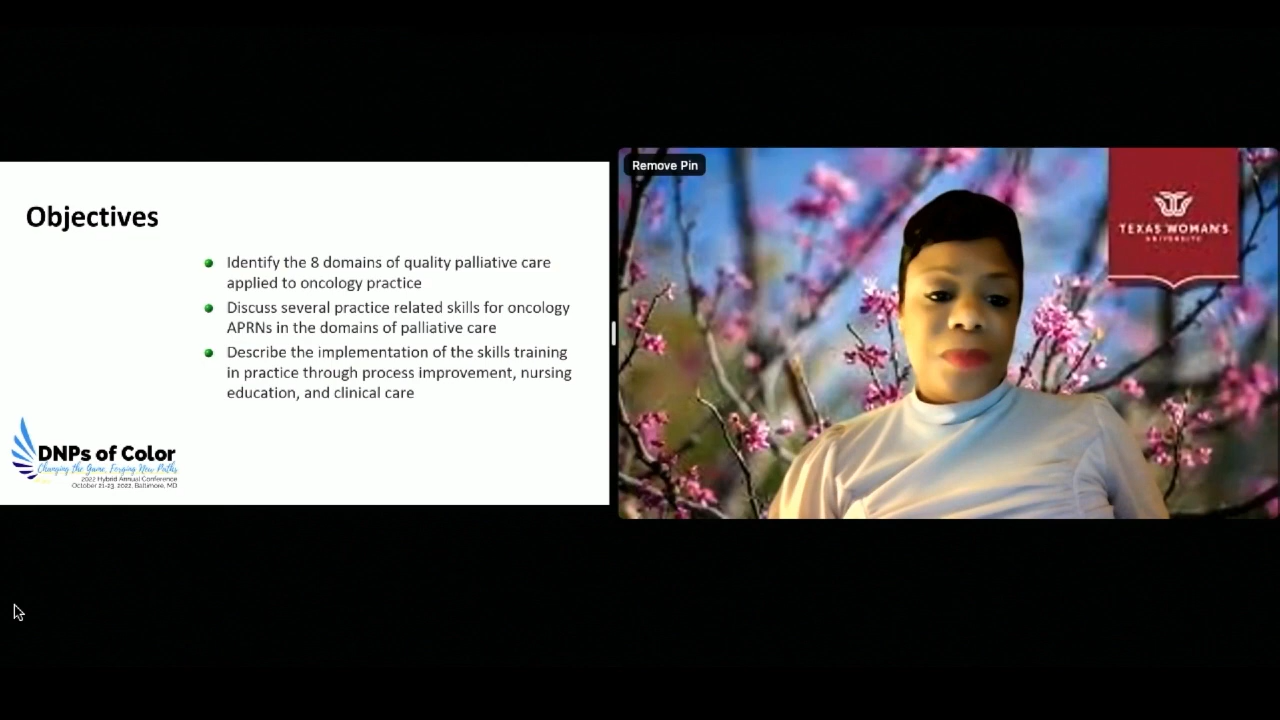 Objectives
Identify the 8 domains of quality palliative care
applied to oncology practice
Discuss several practice related skills for oncology
APRNs in the domains of palliative care
Describe the implementation of the skills training
in practice through process improvement, nursing
education, and clinical care
DNPs of Color
Changing the Game, Forging New Paths
2022 Hybrid Annual Conference
October 21-23, 2022, Baltimore, MD
Remove Pin
TEXAS WOMAN'S
UNIVERSITY